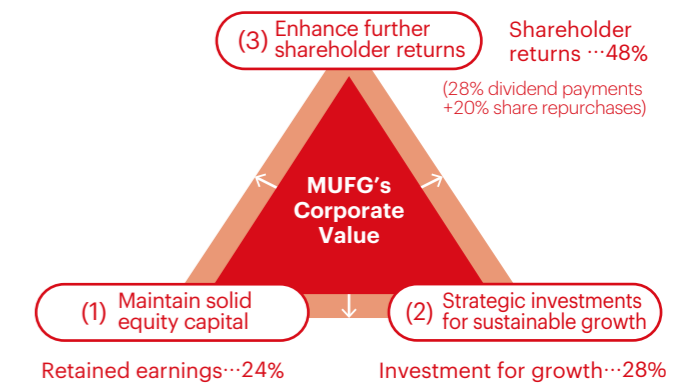 (3) Enhance further
shareholder returns
Shareholder
returns ···48%
(28% dividend payments
+20% share repurchases)
MUFG's
Corporate
Value
(1) Maintain solid
equity capital
(2) Strategic investments
for sustainable growth
Retained earnings···24%
Investment for growth···28%